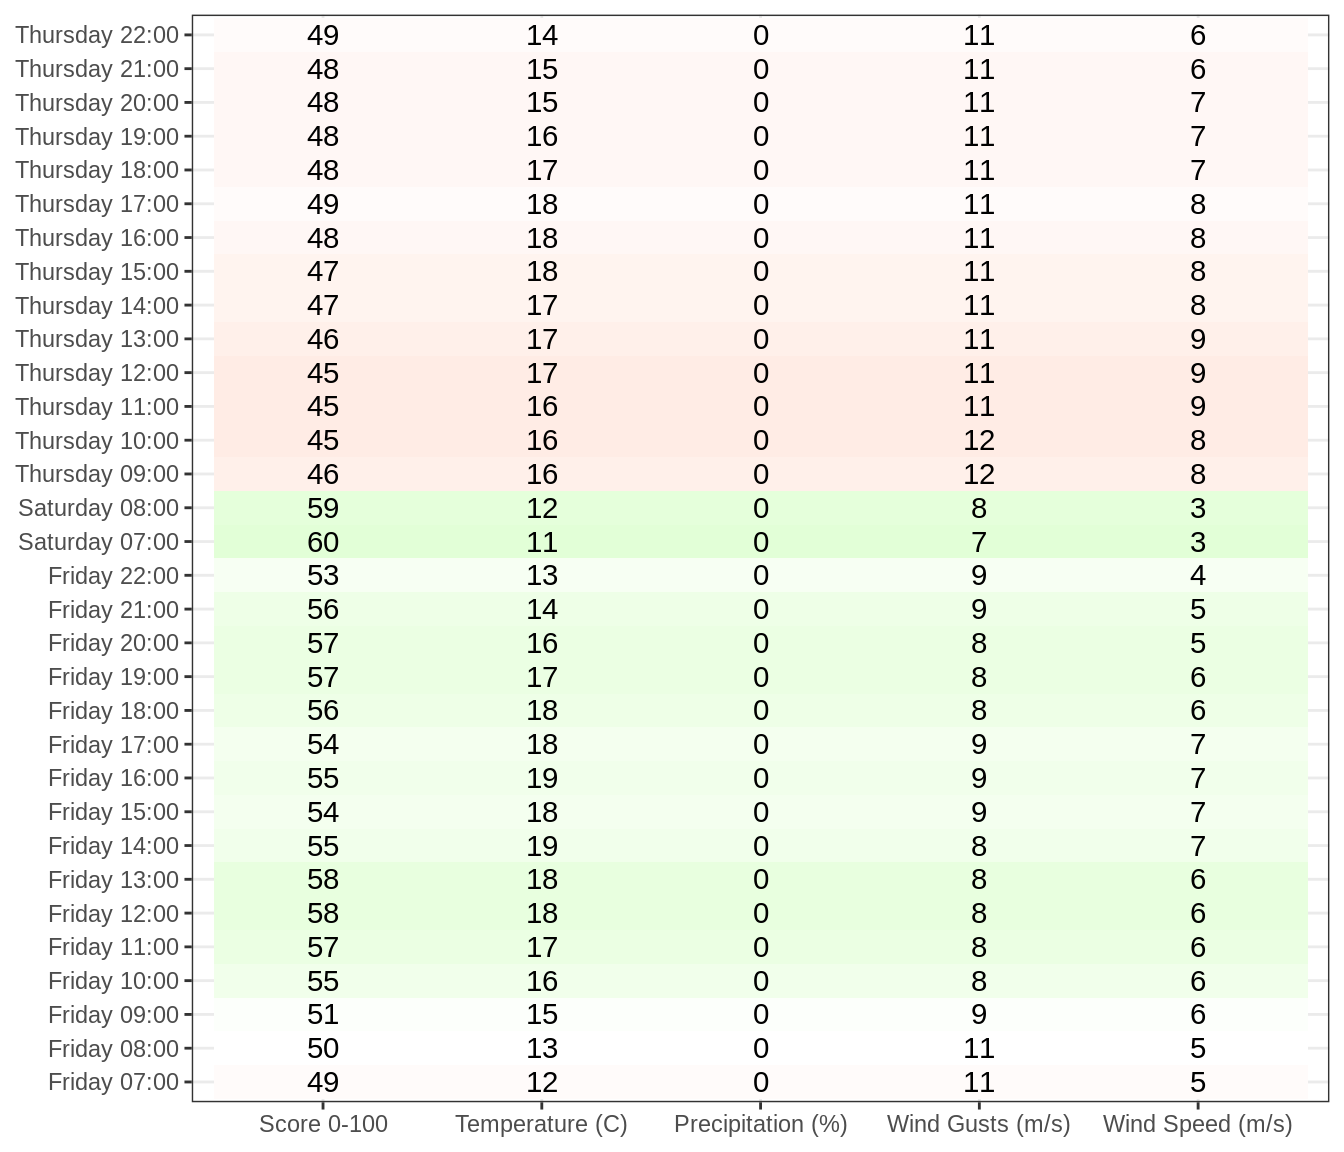 Thursday 22:00 49 14 0 11 6
Thursday 21:00 48 15 0 11 6
Thursday 20:00 48 15 0 11 7
Thursday 19:00 48 16 0 11 7
Thursday 18:00 48 17 0 11 7
Thursday 17:00 49 18 0 11 8
Thursday 16:00 48 18 0 11 8
Thursday 15:00 47 18 0 11 8
Thursday 14:00 47 17 0 11 8
Thursday 13:00 46 17 0 11 9
Thursday 12:00 45 17 0 11 9
Thursday 11:00 45 16 0 11 9
Thursday 10:00 45 16 0 12 8
Thursday 09:00 46 16 0 12 8
Saturday 08:00 59 12 0 8 3
Saturday 07:00 60 11 0 7 3
Friday 22:00 53 13 0 9 4
Friday 21:00 56 14 0 9 5
Friday 20:00 57 16 0 8 5
Friday 19:00 57 17 0 8 6
Friday 18:00 56 18 0 8 6
Friday 17:00 54 18 0 9 7
Friday 16:00 55 19 0 9 7
Friday 15:00 54 18 0 9 7
Friday 14:00 55 19 0 8 7
Friday 13:00 58 18 0 8 6
Friday 12:00 58 18 0 8 6
Friday 11:00 57 17 0 8 6
Friday 10:00 55 16 0 8 6
Friday 09:00 51 15 0 9 6
Friday 08:00 50 13 0 11 5
Friday 07:00 49 12 0 11 5
Score 0-100 Temperature (C) Precipitation (%) Wind Gusts (m/s) Wind Speed (m/s)